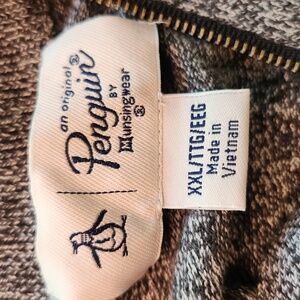 an original®
Penguin
BY
Munsingwear®
XXL/TTG/EEG
Made in
Vietnam